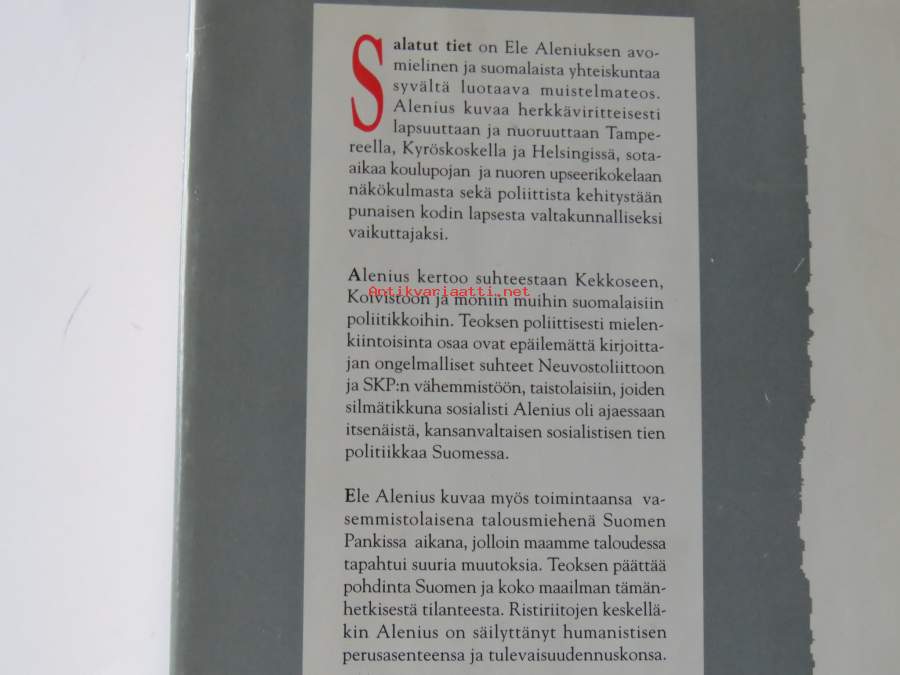 Salatut tiet on Ele Aleniuksen avo-
mielinen ja suomalaista yhteiskuntaa
syvältä luotaava muistelmateos.
Alenius kuvaa herkkäviritteisesti
lapsuuttaan ja nuoruuttaan Tampe-
reella, Kyröskoskella ja Helsingissä, sota-
aikaa koulupojan ja nuoren upseerikokelaan
näkökulmasta sekä poliittista kehitystään
punaisen kodin lapsesta valtakunnalliseksi
vaikuttajaksi.
Alenius kertoo suhteestaan Kekkoseen,
Antikvariaatti.net
Koivistoon ja moniin muihin suomalaisiin
poliitikkoihin. Teoksen poliittisesti mielen-
kiintoisinta osaa ovat epäilemättä kirjoitta-
jan ongelmalliset suhteet Neuvostoliittoon
ja SKP:n vähemmistöön, taistolaisiin, joiden
silmätikkuna sosialisti Alenius oli ajaessaan
itsenäistä, kansanvaltaisen sosialistisen tien
politiikkaa Suomessa.
Ele Alenius kuvaa myös toimintaansa va-
semmistolaisena talousmiehenä Suomen
Pankissa aikana, jolloin maamme taloudessa
tapahtui suuria muutoksia. Teoksen päättää
pohdinta Suomen ja koko maailman tämän-
hetkisestä tilanteesta. Ristiriitojen keskellä-
kin Alenius on säilyttänyt humanistisen
perusasenteensa ja tulevaisuudennuskonsa.